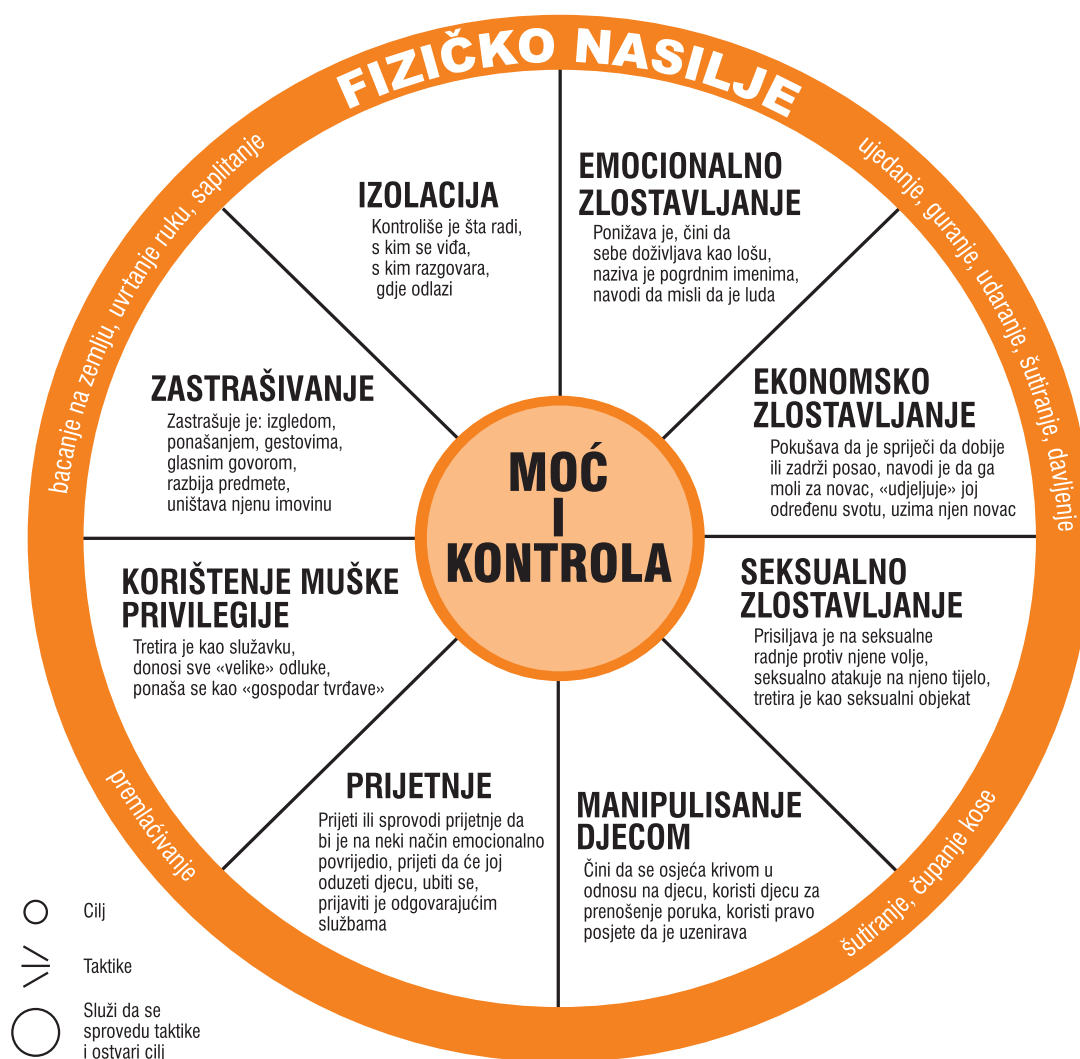 FIZIČKO NASILJE
bacanje na zemlju, uvrtanje ruku, saplitanje
ujedanje, guranje, udaranje, šutiranje, davljenje
IZOLACIJA
Kontroliše je šta radi,
s kim se viđa,
s kim razgovara,
gdje odlazi
EMOCIONALNO
ZLOSTAVLJANJE
Ponižava je, čini da
sebe doživljava kao lošu,
naziva je pogrdnim imenima,
navodi da misli da je luda
ZASTRAŠIVANJE
Zastrašuje je: izgledom,
ponašanjem, gestovima,
glasnim govorom,
razbija predmete,
uništava njenu imovinu
EKONOMSKO
ZLOSTAVLJANJE
Pokušava da je spriječi da dobije
ili zadrži posao, navodi je da ga
moli za novac, «udjeljuje» joj
određenu svotu, uzima njen novac
MOĆ
I
KONTROLA
KORIŠTENJE MUŠKE
PRIVILEGIJE
Tretira je kao služavku,
donosi sve «velike» odluke,
ponaša se kao «gospodar tvrđave»
SEKSUALNO
ZLOSTAVLJANJE
Prisiljava je na seksualne
radnje protiv njene volje,
seksualno atakuje na njeno tijelo,
tretira je kao seksualni objekat
PRIJETNJE
Prijeti ili sprovodi prijetnje da
bi je na neki način emocionalno
povrijedio, prijeti da će joj
oduzeti djecu, ubiti se,
prijaviti je odgovarajućim
službama
MANIPULISANJE
DJECOM
Čini da se osjeća krivom u
odnosu na djecu, koristi djecu za
prenošenje poruka, koristi pravo
posjete da je uzenirava
premlaćivanje
šutiranje, čupanje kose
Cilj
Taktike
Služi da se
sprovedu taktike
i ostvari cili